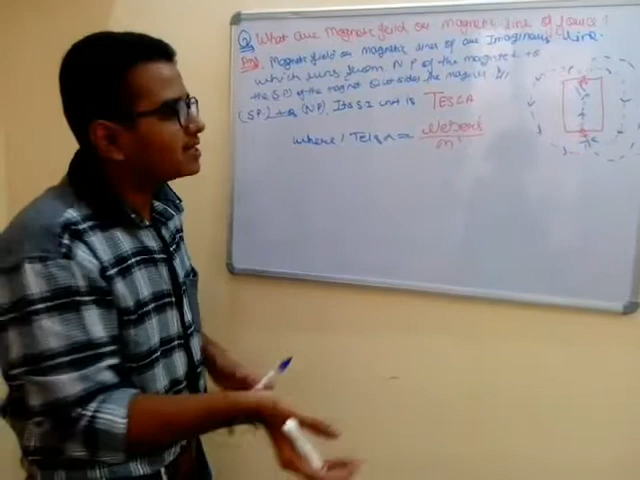 Q What are Magnetic field or magnetic line of force?
Ans. Magnetic field or magnetic lines of are Imaginary line.
which runs from N P of the magnet to
the S.P of the magnet outside the magnet
(S.P.) to (N P). Its S.I unit is TESLA
where, Tesla = Weber's
m²